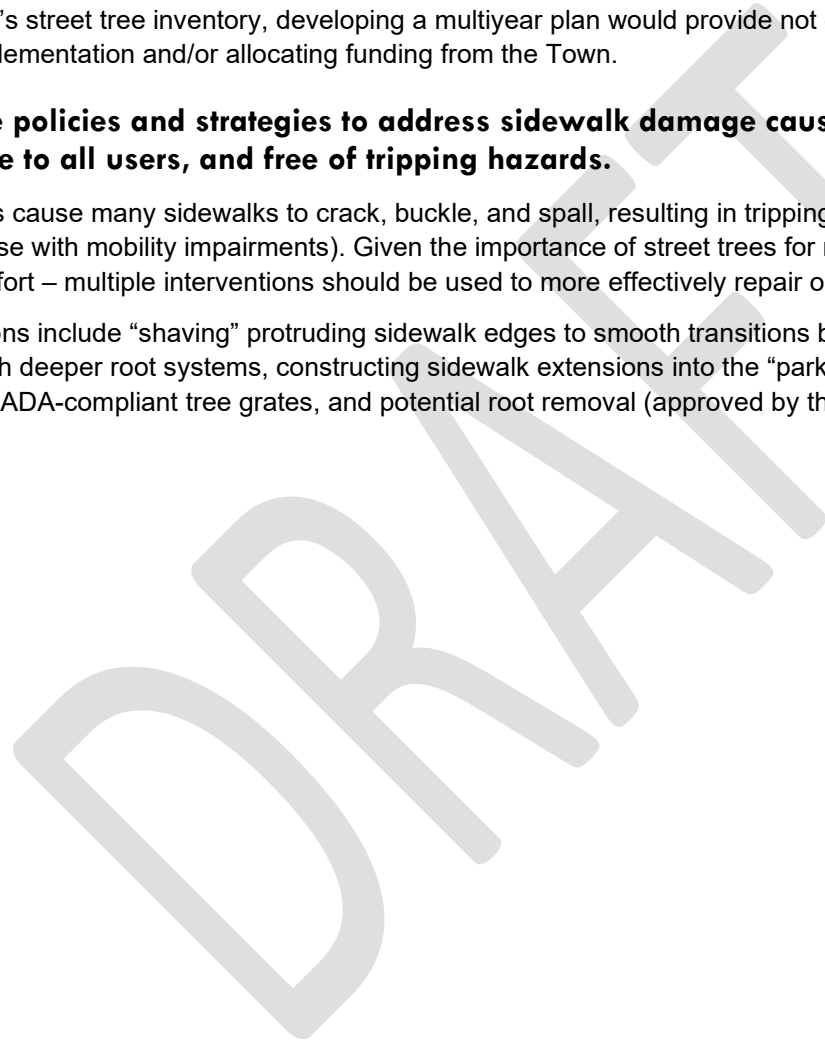 's street tree inventory, developing a multiyear plan would provide not
lementation and/or allocating funding from the Town.
e policies and strategies to address sidewalk damage caus
e to all users, and free of tripping hazards.
s cause many sidewalks to crack, buckle, and spall, resulting in tripping
se with mobility impairments). Given the importance of street trees for
fort – multiple interventions should be used to more effectively repair o
ons include “shaving” protruding sidewalk edges to smooth transitions b
h deeper root systems, constructing sidewalk extensions into the “park
ADA-compliant tree grates, and potential root removal (approved by th
DRAFT